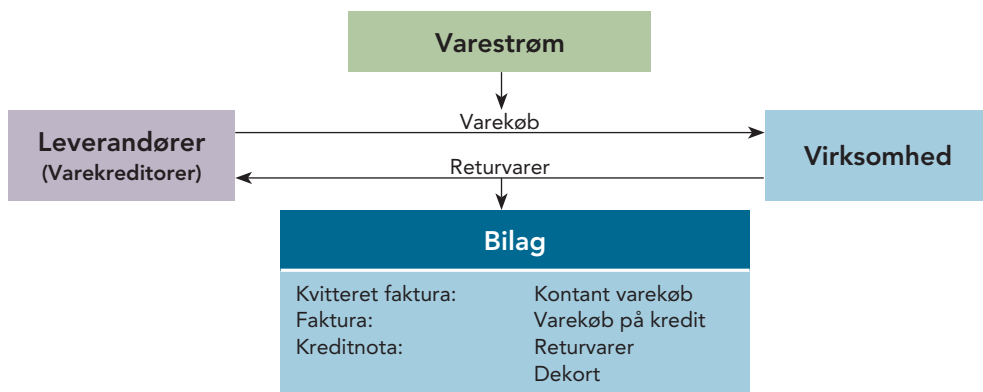 Varestrøm
Varekøb
Leverandører
(Varekreditorer)
Virksomhed
Returvarer
Bilag
Kvitteret faktura: Kontant varekøb
Faktura: Varekøb på kredit
Kreditnota: Returvarer
Dekort